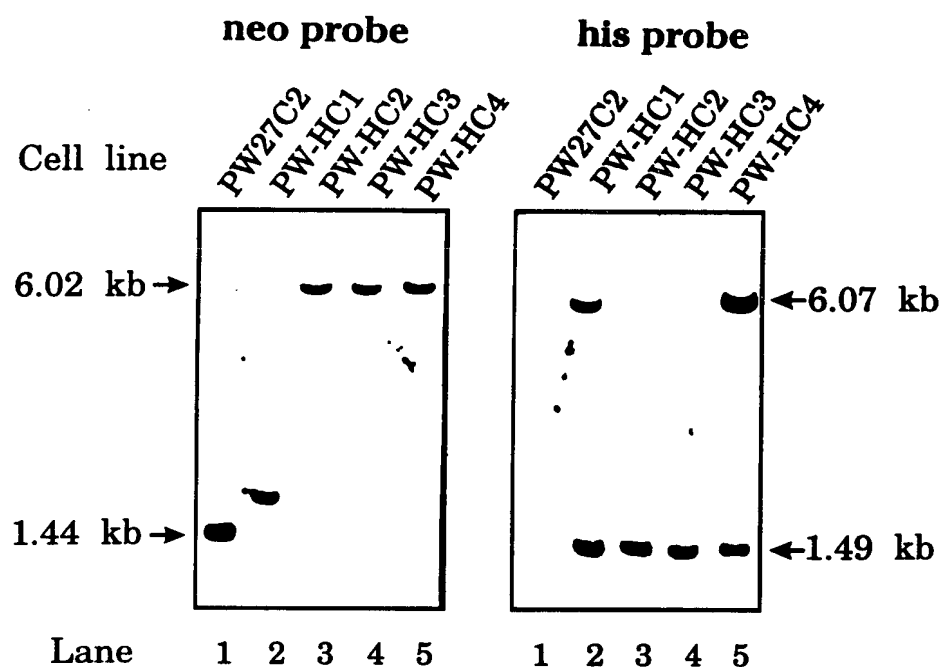 neo probe his probe
Cell line PW27C2 PW-HC1 PW-HC2 PW-HC3 PW-HC4 PW27C2 PW-HC1 PW-HC2 PW-HC3 PW-HC4
6.02 kb → ← 6.07 kb
1.44 kb → ← 1.49 kb
Lane 1 2 3 4 5 1 2 3 4 5